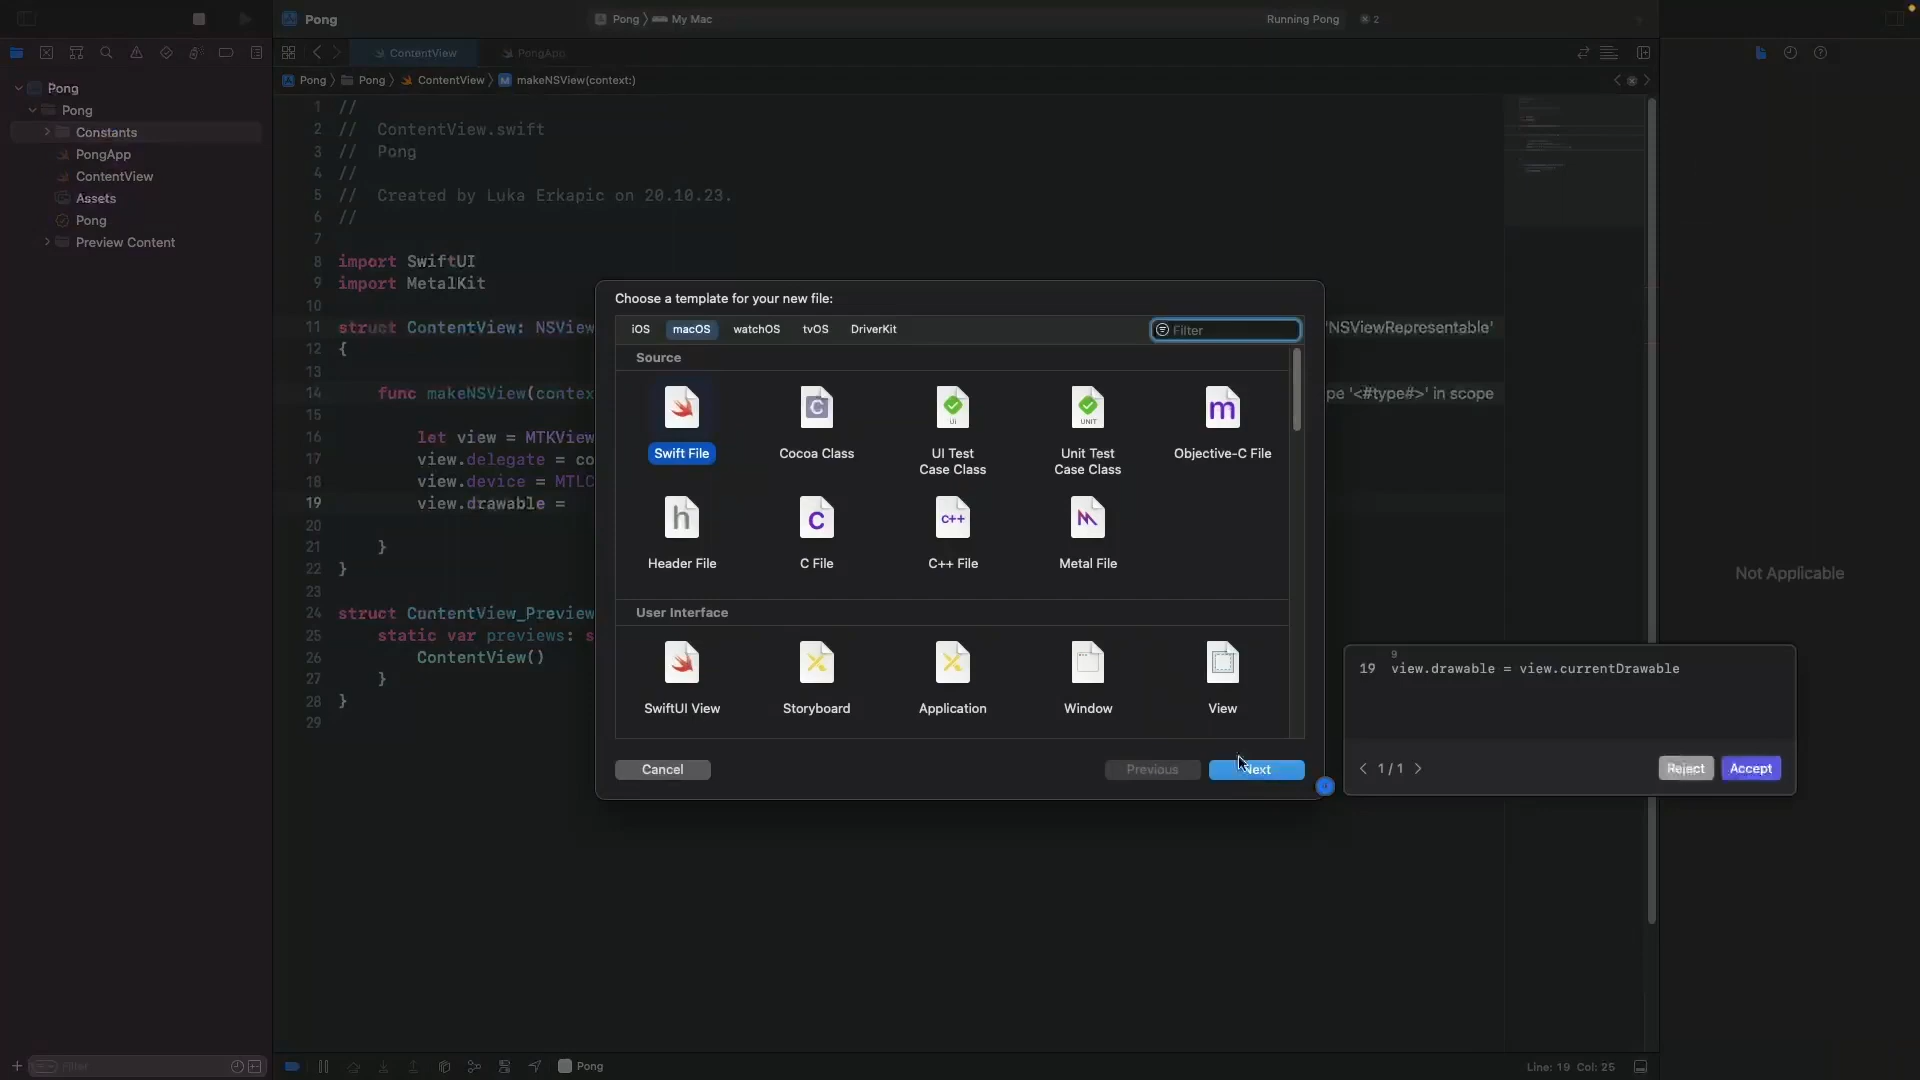 Pong
Pong
My Mac
Running Pong
2
ContentView
PongApp
Pong
Pong
ContentView
M
makeNSView(context:)
Pong
Pong
Constants
PongApp
ContentView
Assets
Pong
Preview Content
1 //
2 // ContentView.swift
3 // Pong
4 //
5 // Created by Luka Erkapic on 20.10.23.
6 //
7
8 import SwiftUI
9 import MetalKit
10
11 struct ContentView: NSView
'NSViewRepresentable'
12 {
13
14 func makeNSView(contex
pe '<#type#>' in scope
15
16 let view = MTKView
17 view.delegate = co
18 view.device = MTLC
19 view.drawable =
20
21 }
22 }
23
24 struct ContentView_Preview
25 static var previews: s
26 ContentView()
27 }
28 }
29
Choose a template for your new file:
iOS
macOS
watchOS
tvOS
DriverKit
Filter
Source
Swift File
C
Cocoa Class
UI
UI Test
Case Class
UNIT
Unit Test
Case Class
m
Objective-C File
h
Header File
C
C File
C++
C++ File
Metal File
User Interface
SwiftUI View
Storyboard
Application
Window
View
Cancel
Previous
Next
Not Applicable
9
19 view.drawable = view.currentDrawable
1 / 1
Reject
Accept
Filter
Pong
Line: 19 Col: 25